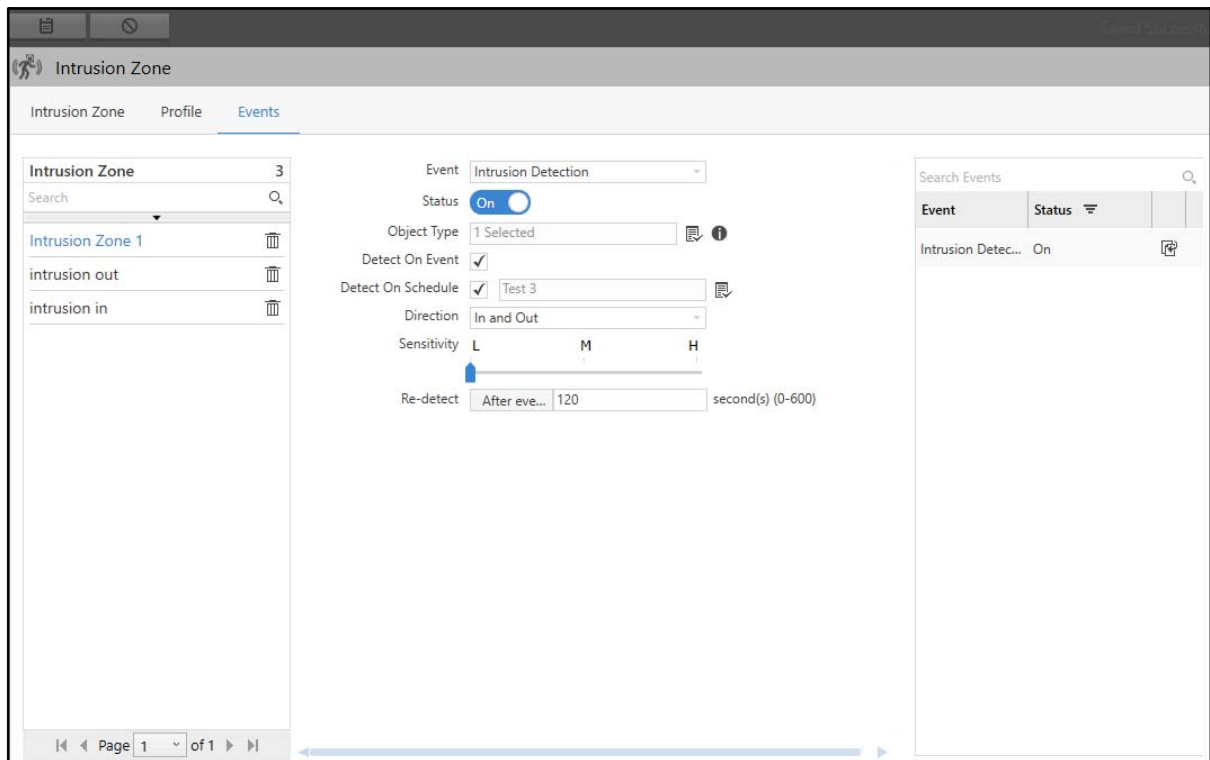 Saved Successf
Intrusion Zone
Intrusion Zone Profile Events
Intrusion Zone 3
Search
Intrusion Zone 1
intrusion out
intrusion in
Page 1 of 1
Event Intrusion Detection
Status On
Object Type 1 Selected
Detect On Event
Detect On Schedule Test 3
Direction In and Out
Sensitivity L M H
Re-detect After eve... 120 second(s) (0-600)
Search Events
Event Status
Intrusion Detec... On